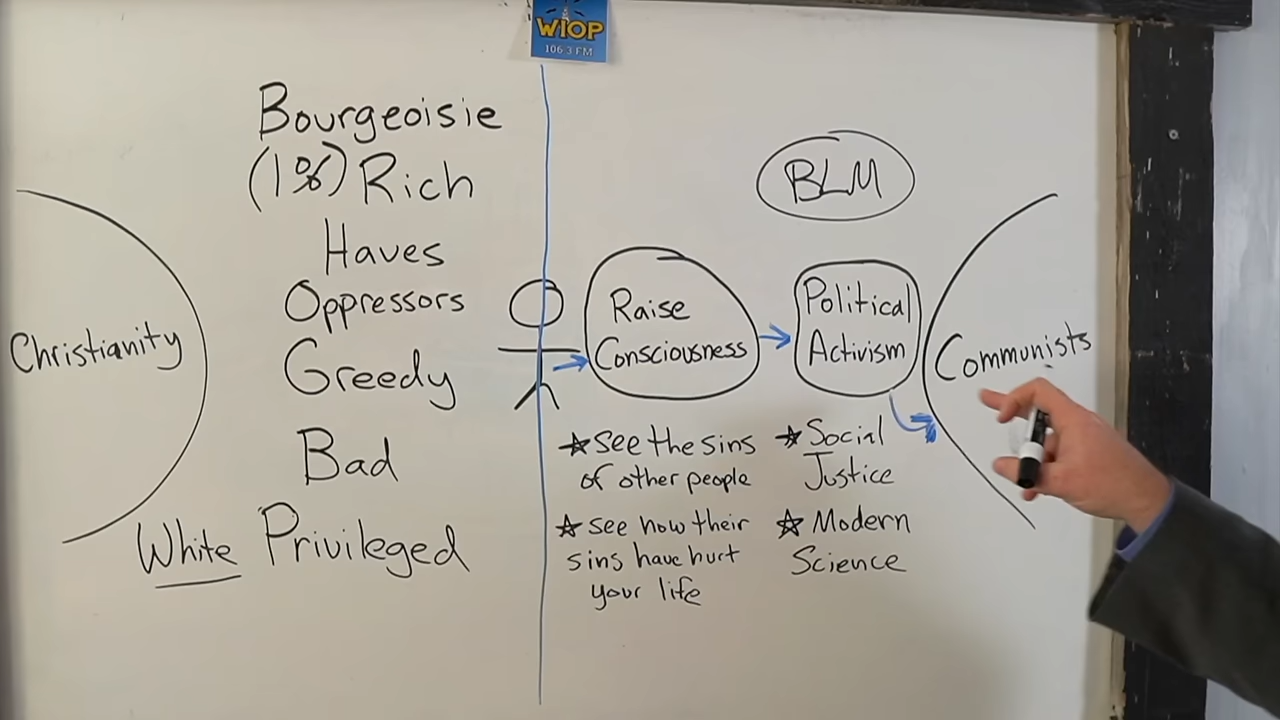 WIOP
106.3 FM
Bourgeoisie
(1%) Rich
Haves
Oppressors
Greedy
Bad
White Privileged
Christianity
BLM
Raise
Consciousness
Political
Activism
Communists
★ see the sins
of other people
★ see how their
sins have hurt
your life
★ Social
Justice
★ Modern
Science